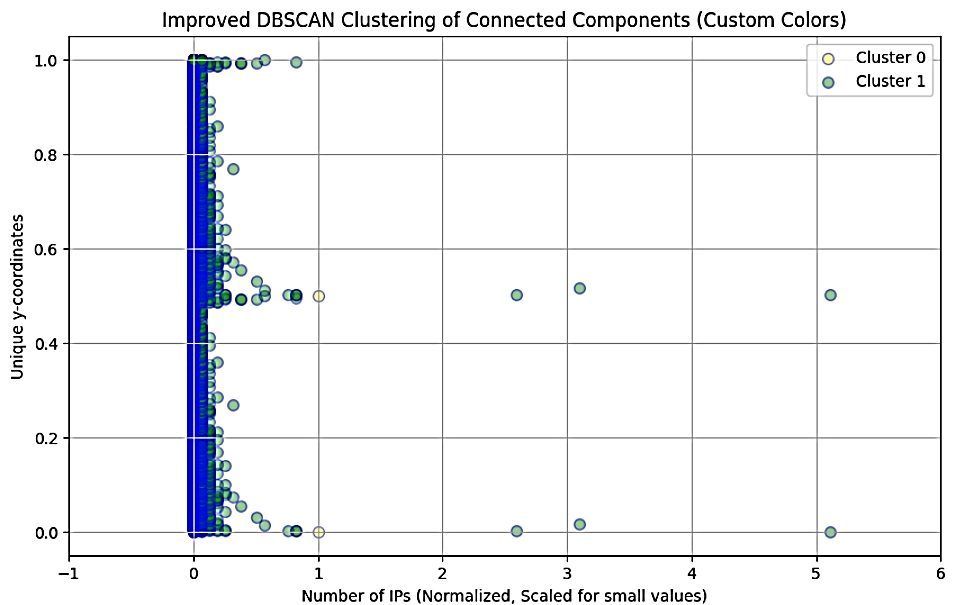 Improved DBSCAN Clustering of Connected Components (Custom Colors)
Cluster 0
Cluster 1
1.0
0.8
0.6
0.4
0.2
0.0
Unique y-coordinates
−1 0 1 2 3 4 5 6
Number of IPs (Normalized, Scaled for small values)